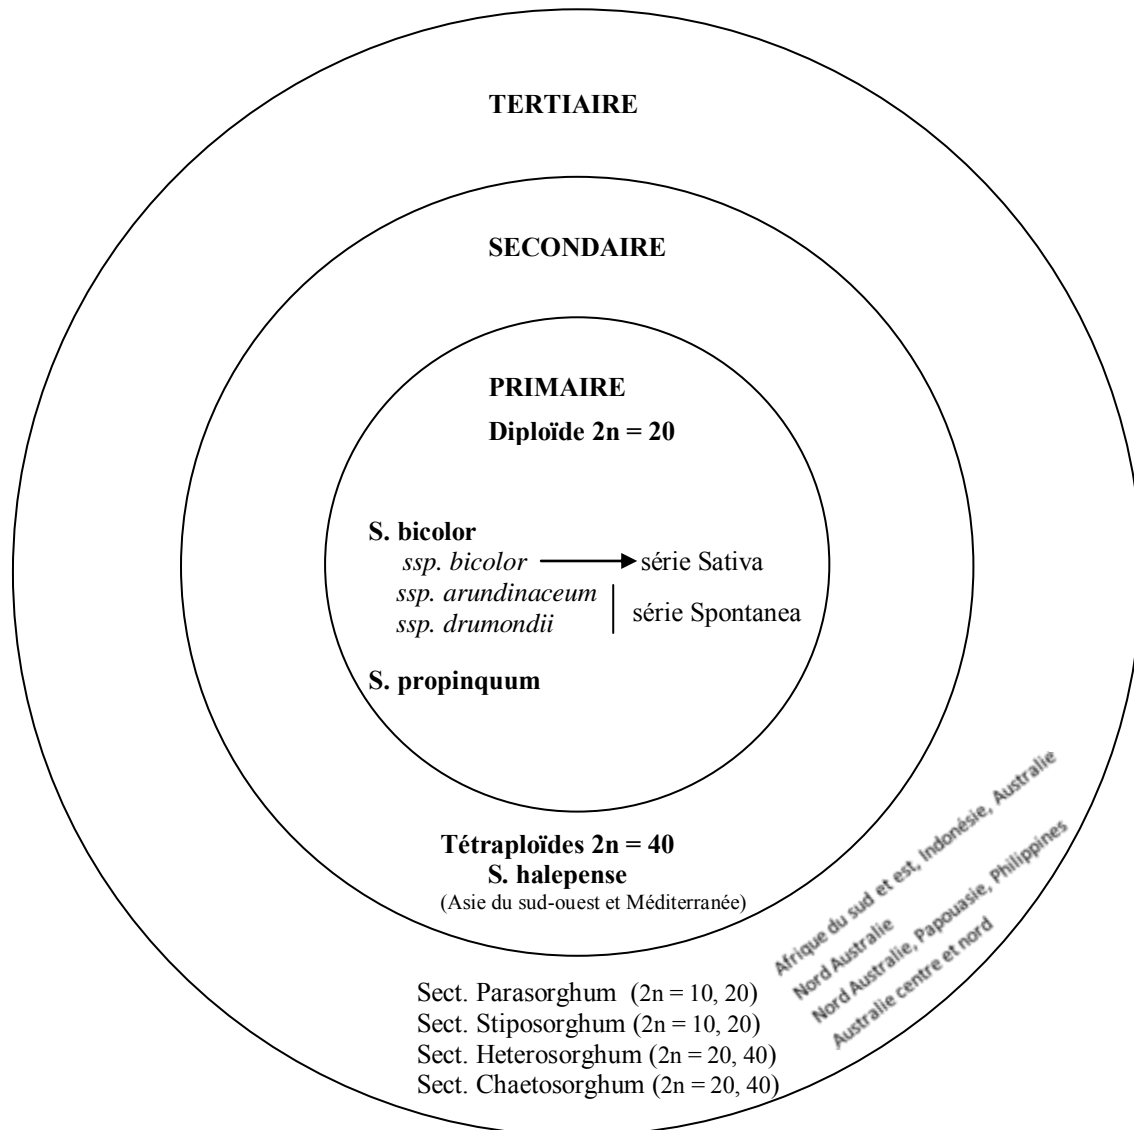 TERTIAIRE
SECONDAIRE
PRIMAIRE
Diploïde 2n = 20
S. bicolor
ssp. bicolor série Sativa
ssp. arundinaceum
ssp. drumondii
série Spontanea
S. propinquum
Tétraploïdes 2n = 40
S. halepense
(Asie du sud-ouest et Méditerranée)
Sect. Parasorghum (2n = 10, 20)
Sect. Stiposorghum (2n = 10, 20)
Sect. Heterosorghum (2n = 20, 40)
Sect. Chaetosorghum (2n = 20, 40)
Afrique du sud et est, Indonésie, Australie
Nord Australie
Nord Australie, Papouasie, Philippines
Australie centre et nord